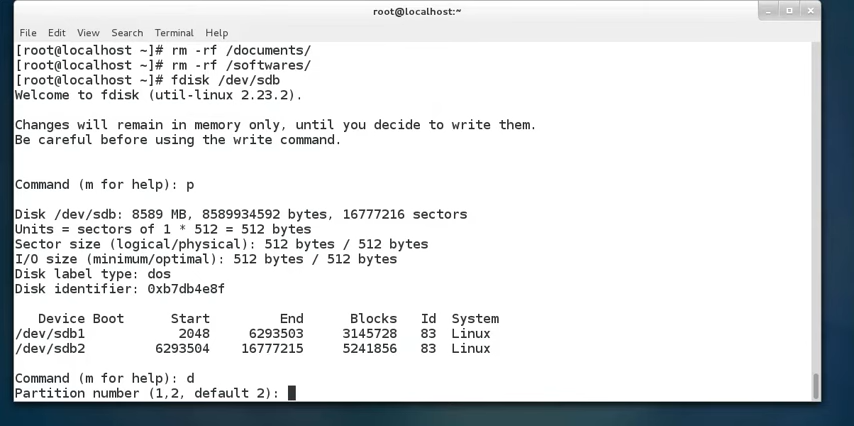 root@localhost:~
File Edit View Search Terminal Help
[root@localhost ~]# rm -rf /documents/
[root@localhost ~]# rm -rf /softwares/
[root@localhost ~]# fdisk /dev/sdb
Welcome to fdisk (util-linux 2.23.2).
Changes will remain in memory only, until you decide to write them.
Be careful before using the write command.
Command (m for help): p
Disk /dev/sdb: 8589 MB, 8589934592 bytes, 16777216 sectors
Units = sectors of 1 * 512 = 512 bytes
Sector size (logical/physical): 512 bytes / 512 bytes
I/O size (minimum/optimal): 512 bytes / 512 bytes
Disk label type: dos
Disk identifier: 0xb7db4e8f
Device Boot Start End Blocks Id System
/dev/sdb1 2048 6293503 3145728 83 Linux
/dev/sdb2 6293504 16777215 5241856 83 Linux
Command (m for help): d
Partition number (1,2, default 2):